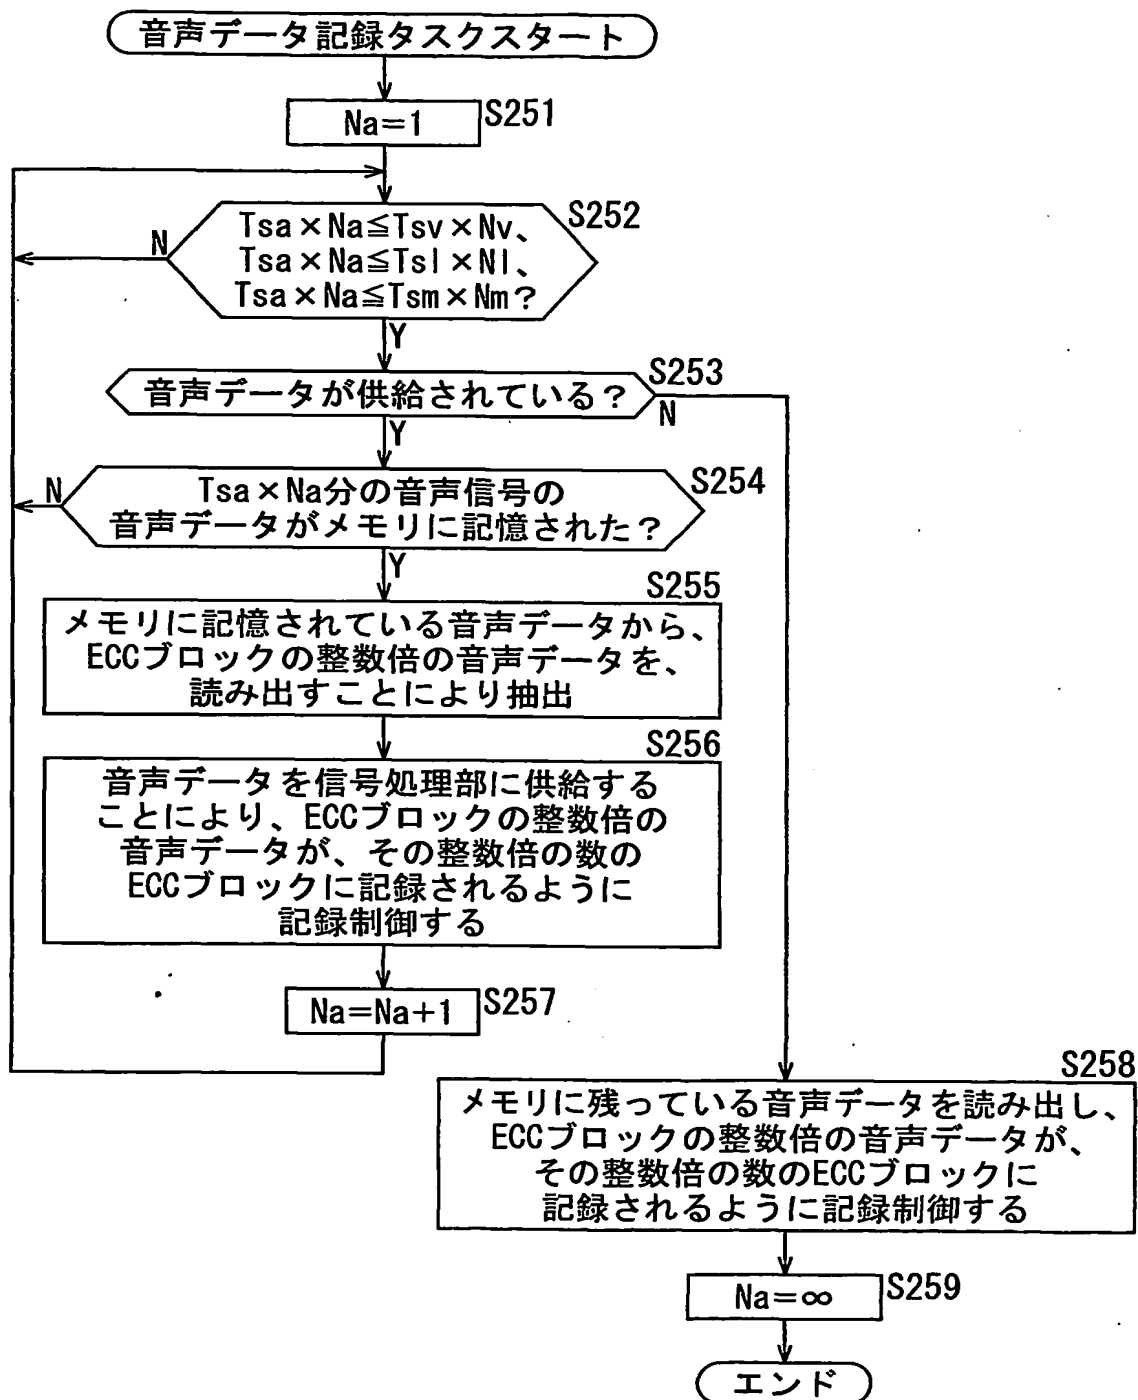 音声データ記録タスクスタート
Na=1
S251
S252
Tsa×Na≦Tsv×Nv、
Tsa×Na≦Tsl×Nl、
Tsa×Na≦Tsm×Nm?
N
Y
S253
音声データが供給されている?
N
Y
S254
Tsa×Na分の音声信号の
音声データがメモリに記憶された?
N
Y
S255
メモリに記憶されている音声データから、
ECCブロックの整数倍の音声データを、
読み出すことにより抽出
S256
音声データを信号処理部に供給する
ことにより、ECCブロックの整数倍の
音声データが、その整数倍の数の
ECCブロックに記録されるように
記録制御する
Na=Na+1
S257
S258
メモリに残っている音声データを読み出し、
ECCブロックの整数倍の音声データが、
その整数倍の数のECCブロックに
記録されるように記録制御する
Na=∞
S259
エンド